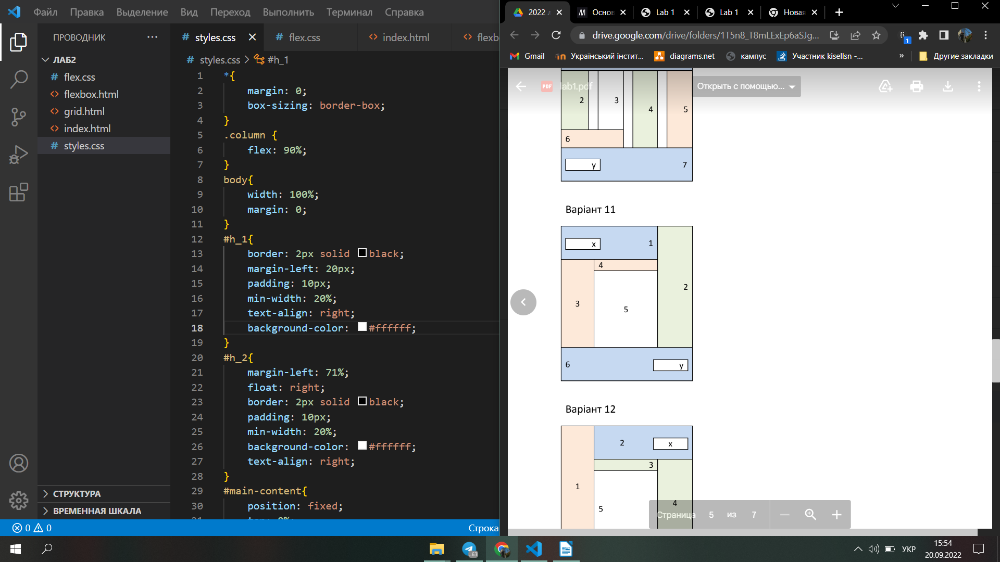 Файл Правка Выделение Вид Переход Выполнить Терминал Справка
ПРОВОДНИК
ЛАБ2
# flex.css
<> flexbox.html
<> grid.html
<> index.html
# styles.css
СТРУКТУРА
ВРЕМЕННАЯ ШКАЛА
# styles.css # flex.css <> index.html <> flexb
# styles.css > #h_1
1 *{
2 margin: 0;
3 box-sizing: border-box;
4 }
5 .column {
6 flex: 90%;
7 }
8 body{
9 width: 100%;
10 margin: 0;
11 }
12 #h_1{
13 border: 2px solid black;
14 margin-left: 20px;
15 padding: 10px;
16 min-width: 20%;
17 text-align: right;
18 background-color: #ffffff;
19 }
20 #h_2{
21 margin-left: 71%;
22 float: right;
23 border: 2px solid black;
24 padding: 10px;
25 min-width: 20%;
26 background-color: #ffffff;
27 text-align: right;
28 }
29 #main-content{
30 position: fixed;
0 0
Строка
2022 Основ Lab 1 Lab 1 Новая
drive.google.com/drive/folders/1T5n8_T8mLExEp6aSJg...
1
Gmail Український інстит... diagrams.net кампус Участник kisellsn -... » Другие закладки
PDF lab1.pdf Открыть с помощью...
2 3 4 5
6
y 7
Варіант 11
x 1
4
2
3 5
6 y
Варіант 12
2 x
3
1
4
5
Страница 5 из 7
63
УКР
15:54
20.09.2022